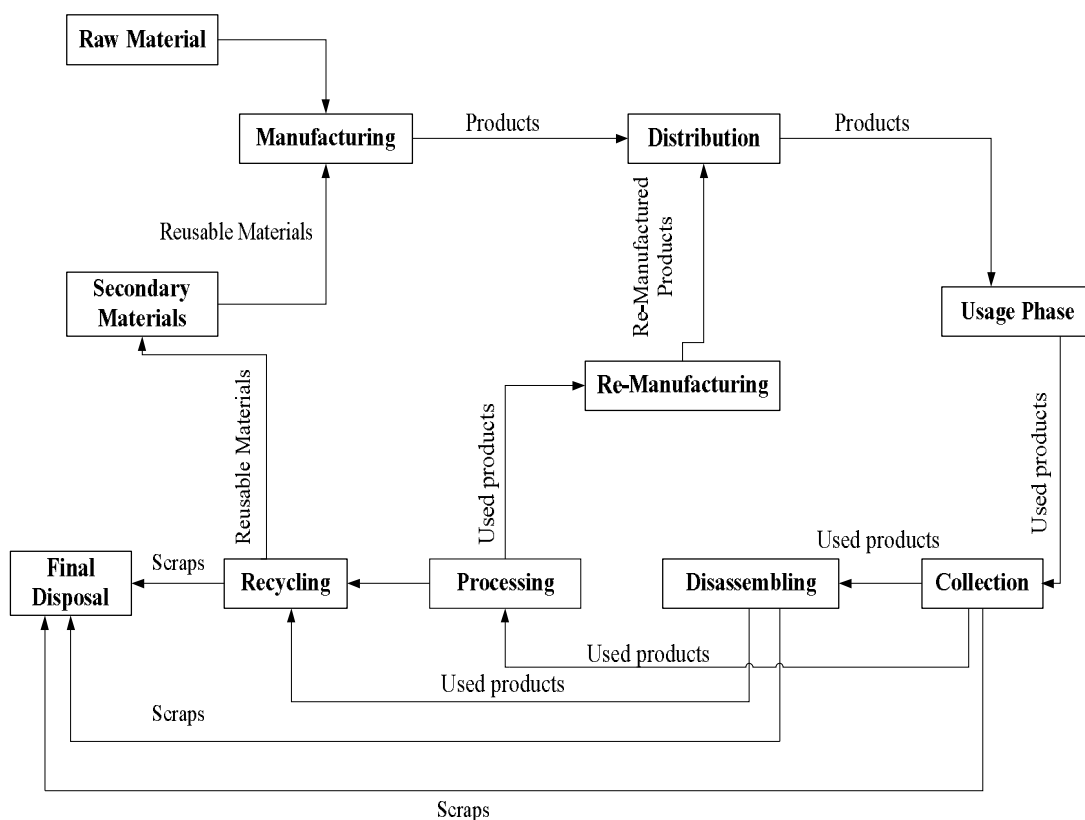 Raw Material
Manufacturing
Products
Distribution
Products
Reusable Materials
Re-Manufactured
Products
Secondary
Materials
Usage Phase
Re-Manufacturing
Reusable Materials
Used products
Used products
Final
Disposal
Scraps
Recycling
Processing
Disassembling
Used products
Collection
Used products
Used products
Scraps
Scraps